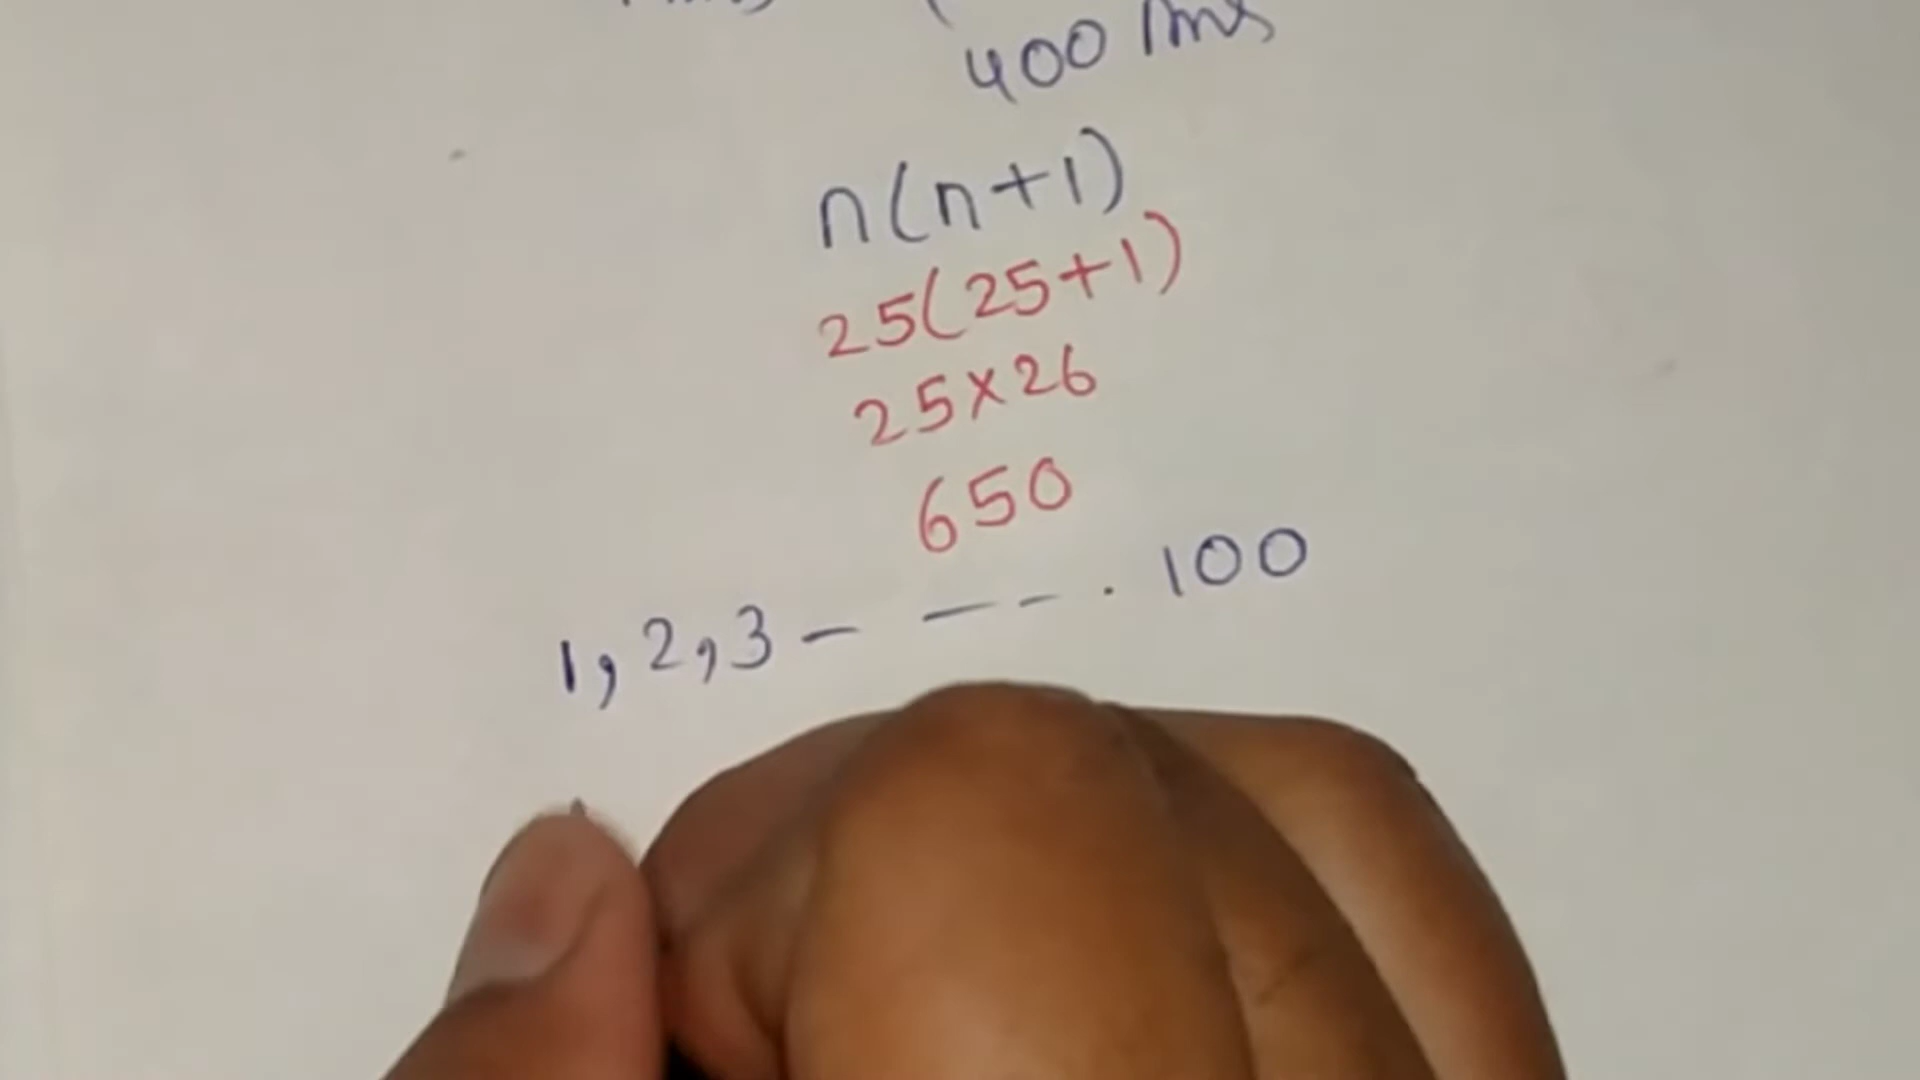 400
n(n+1)
25(25+1)
25×26
650
1,2,3- --. 100